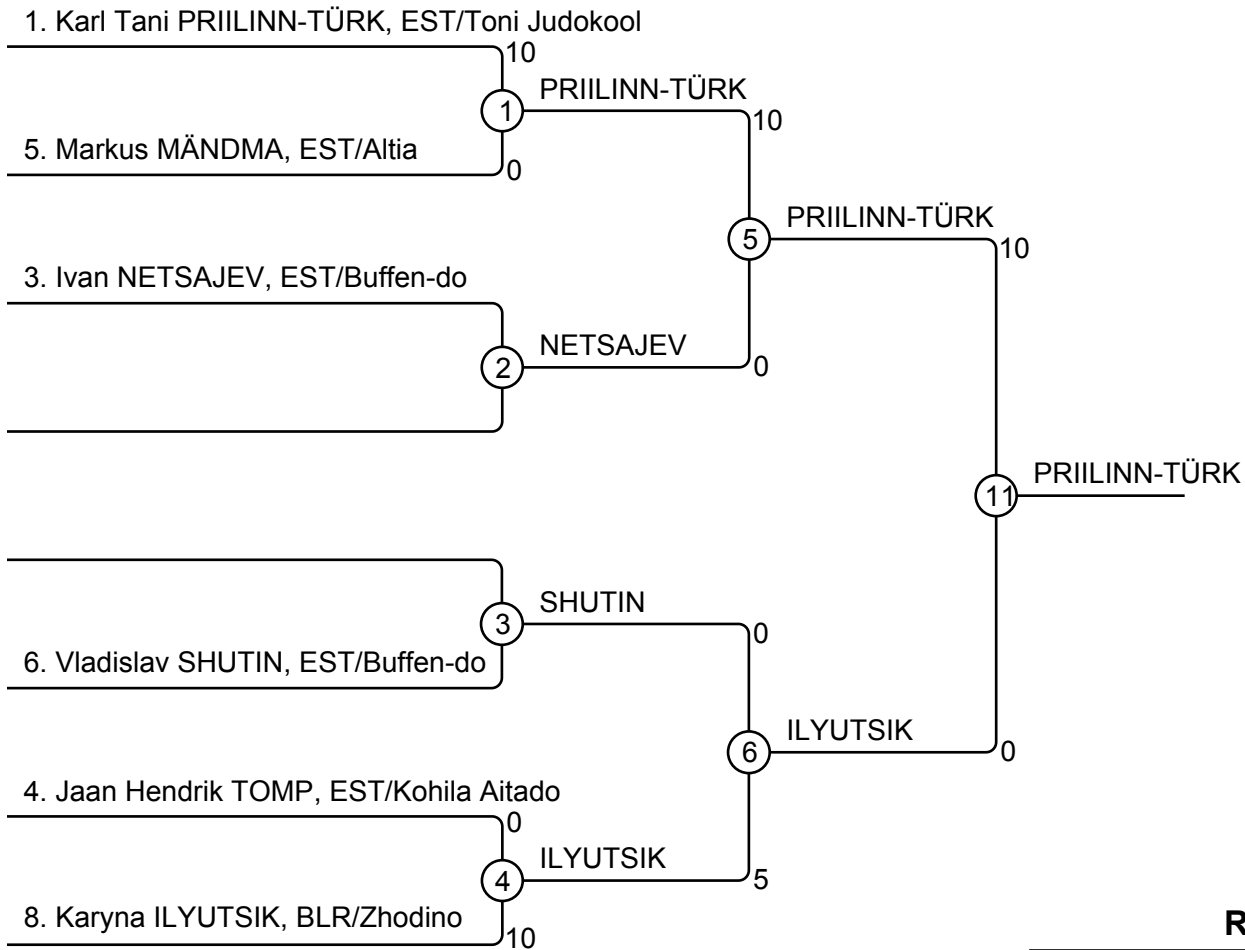 1. Karl Tani PRIILINN-TÜRK, EST/Toni Judokool
10
1
PRIILINN-TÜRK
10
5. Markus MÄNDMA, EST/Altia
0
5
PRIILINN-TÜRK
10
3. Ivan NETSAJEV, EST/Buffen-do
2
NETSAJEV
0
11
PRIILINN-TÜRK
3
SHUTIN
0
6. Vladislav SHUTIN, EST/Buffen-do
6
ILYUTSIK
0
4. Jaan Hendrik TOMP, EST/Kohila Aitado
0
4
ILYUTSIK
5
8. Karyna ILYUTSIK, BLR/Zhodino
10
R